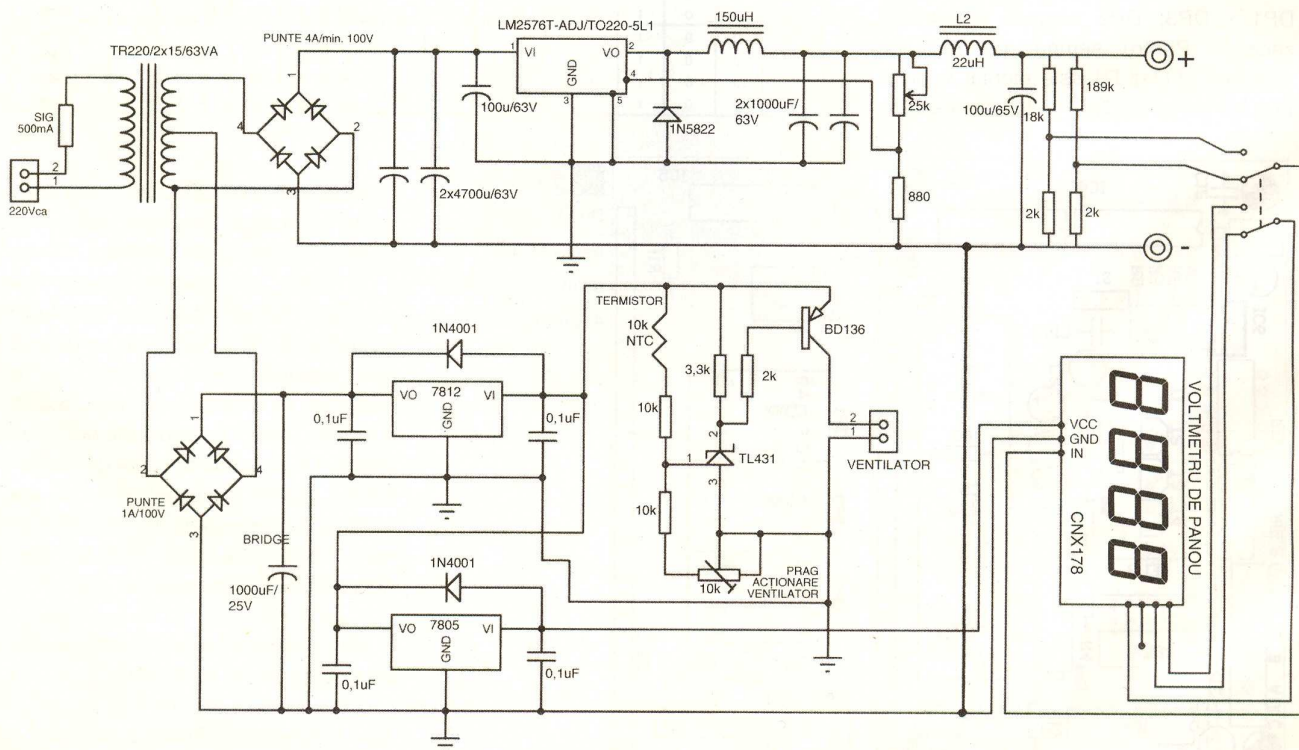 TR220/2x15/63VA
SIG
500mA
2
1
220Vca
PUNTE 4A/min. 100V
1
4
2
3
2x4700u/63V
100u/63V
LM2576T-ADJ/TO220-5L1
1
VI
VO
2
4
GND
3
5
1N5822
150uH
2x1000uF/
63V
25k
880
L2
22uH
100u/65V
18k
189k
2k
2k
+
-
1
2
4
3
PUNTE
1A/100V
BRIDGE
1000uF/
25V
1N4001
VO
7812
VI
GND
0,1uF
0,1uF
1N4001
VO
7805
VI
GND
0,1uF
0,1uF
TERMISTOR
10k
NTC
10k
10k
3,3k
2k
2
1
TL431
3
10k
PRAG
ACTIONARE
VENTILATOR
BD136
2
1
VENTILATOR
VCC
GND
IN
8888
CNX178
VOLTMETRU DE PANOU